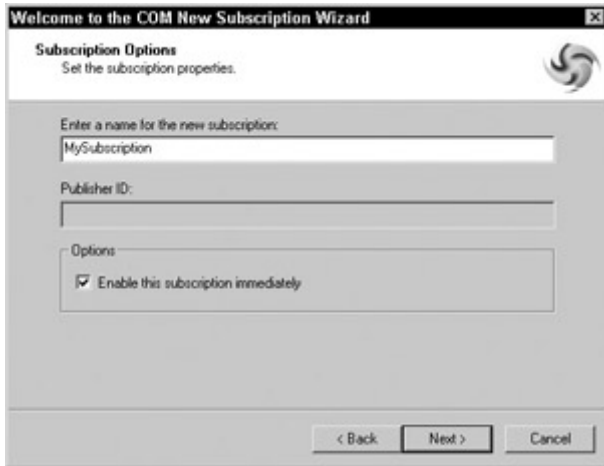 Welcome to the COM New Subscription Wizard
Subscription Options
Set the subscription properties.
Enter a name for the new subscription:
MySubscription
Publisher ID:
Options
Enable this subscription immediately
< Back Next > Cancel